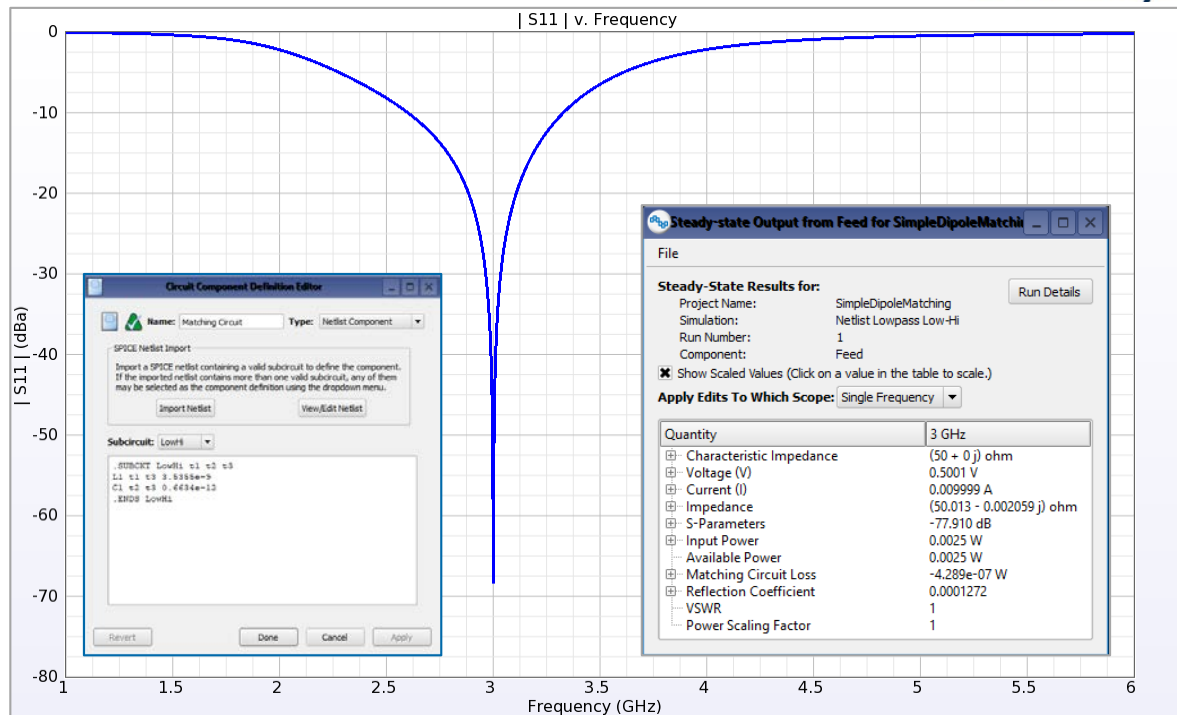 | S11 | v. Frequency
0
-10
-20
-30
-40
-50
-60
-70
-80
| S11 | (dBa)
1
1.5
2
2.5
3
3.5
4
4.5
5
5.5
6
Frequency (GHz)
Circuit Component Definition Editor
Name: Matching Circuit Type: Netlist Component
SPICE Netlist Import
Import a SPICE netlist containing a valid subcircuit to define the component.
If the imported netlist contains more than one valid subcircuit, any of them
may be selected as the component definition using the dropdown menu.
Import Netlist View/Edit Netlist
Subcircuit: LowHi
.SUBCKT LowHi t1 t2 t3
L1 t1 t3
C1 t2 t3
.ENDS LowHi
Revert Done Cancel Apply
Steady-state Output from Feed for SimpleDipoleMatchi
File
Steady-State Results for:
Run Details
Project Name: SimpleDipoleMatching
Simulation: Netlist Lowpass Low-Hi
Run Number: 1
Component: Feed
Show Scaled Values (Click on a value in the table to scale.)
Apply Edits To Which Scope: Single Frequency
Quantity 3 GHz
Characteristic Impedance (50 + 0 j) ohm
Voltage (V) 0.5001 V
Current (I) 0.009999 A
Impedance (50.013 - 0.002059 j) ohm
S-Parameters -77.910 dB
Input Power 0.0025 W
Available Power 0.0025 W
Matching Circuit Loss -4.289e-07 W
Reflection Coefficient 0.0001272
VSWR 1
Power Scaling Factor 1